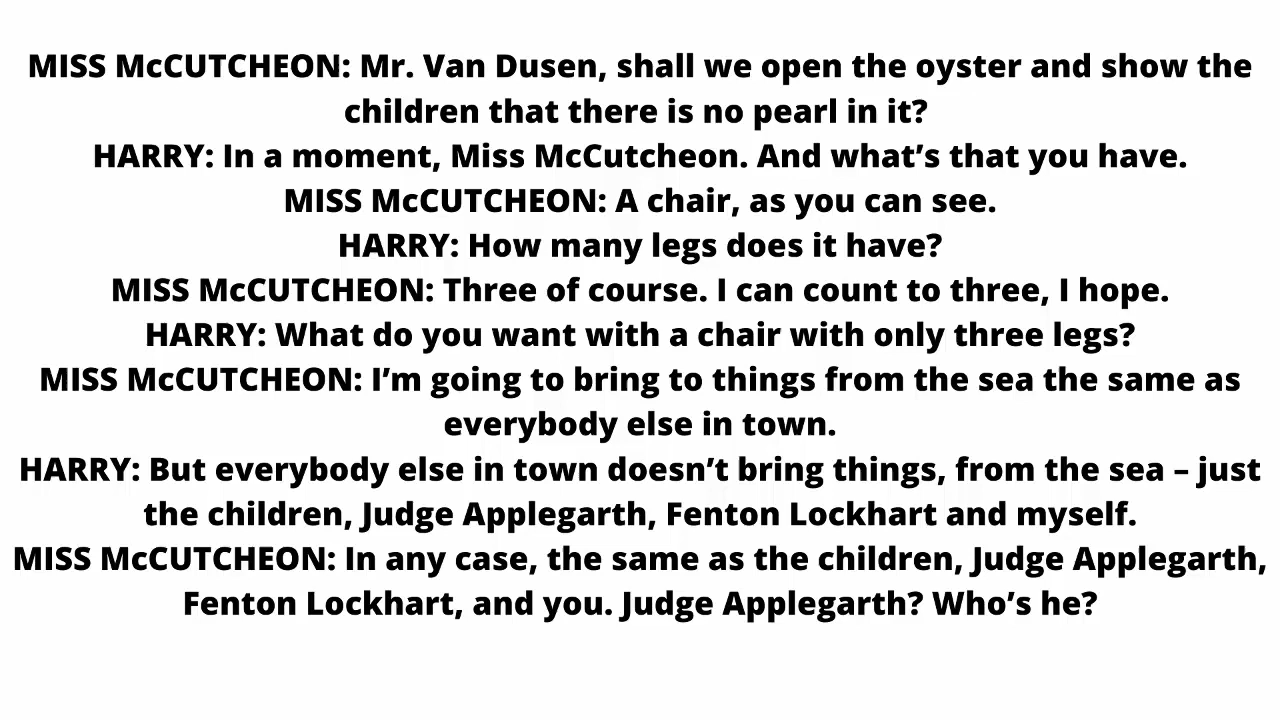 MISS McCUTCHEON: Mr. Van Dusen, shall we open the oyster and show the
children that there is no pearl in it?
HARRY: In a moment, Miss McCutcheon. And what’s that you have.
MISS McCUTCHEON: A chair, as you can see.
HARRY: How many legs does it have?
MISS McCUTCHEON: Three of course. I can count to three, I hope.
HARRY: What do you want with a chair with only three legs?
MISS McCUTCHEON: I’m going to bring to things from the sea the same as
everybody else in town.
HARRY: But everybody else in town doesn’t bring things, from the sea – just
the children, Judge Applegarth, Fenton Lockhart and myself.
MISS McCUTCHEON: In any case, the same as the children, Judge Applegarth,
Fenton Lockhart, and you. Judge Applegarth? Who’s he?